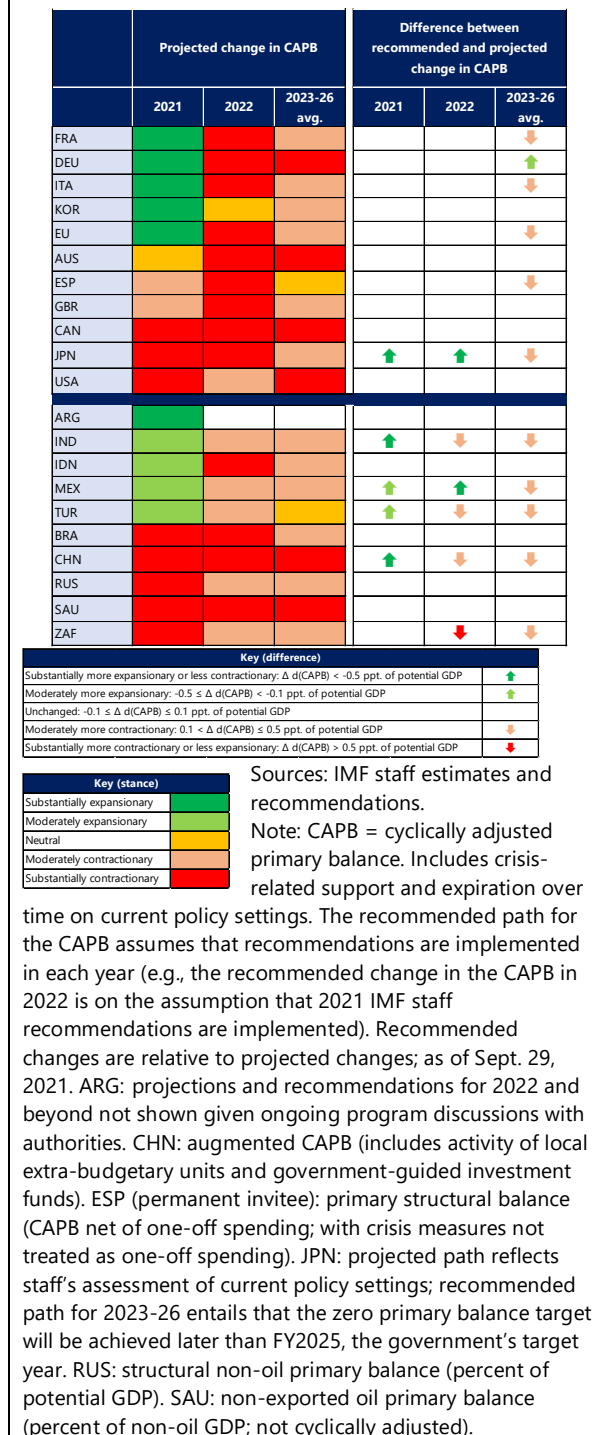 Projected change in CAPB
Difference between
recommended and projected
change in CAPB
2021 2022 2023-26 avg. 2021 2022 2023-26 avg.
FRA
DEU
ITA
KOR
EU
AUS
ESP
GBR
CAN
JPN
USA
ARG
IND
IDN
MEX
TUR
BRA
CHN
RUS
SAU
ZAF
Key (difference)
Substantially more expansionary or less contractionary: Δ d(CAPB) < -0.5 ppt. of potential GDP
Moderately more expansionary: -0.5 ≤ Δ d(CAPB) < -0.1 ppt. of potential GDP
Unchanged: -0.1 ≤ Δ d(CAPB) ≤ 0.1 ppt. of potential GDP
Moderately more contractionary: 0.1 < Δ d(CAPB) ≤ 0.5 ppt. of potential GDP
Substantially more contractionary or less expansionary: Δ d(CAPB) > 0.5 ppt. of potential GDP
Key (stance)
Substantially expansionary
Moderately expansionary
Neutral
Moderately contractionary
Substantially contractionary
Sources: IMF staff estimates and
recommendations.
Note: CAPB = cyclically adjusted
primary balance. Includes crisis-
related support and expiration over
time on current policy settings. The recommended path for
the CAPB assumes that recommendations are implemented
in each year (e.g., the recommended change in the CAPB in
2022 is on the assumption that 2021 IMF staff
recommendations are implemented). Recommended
changes are relative to projected changes; as of Sept. 29,
2021. ARG: projections and recommendations for 2022 and
beyond not shown given ongoing program discussions with
authorities. CHN: augmented CAPB (includes activity of local
extra-budgetary units and government-guided investment
funds). ESP (permanent invitee): primary structural balance
(CAPB net of one-off spending; with crisis measures not
treated as one-off spending). JPN: projected path reflects
staff's assessment of current policy settings; recommended
path for 2023-26 entails that the zero primary balance target
will be achieved later than FY2025, the government's target
year. RUS: structural non-oil primary balance (percent of
potential GDP). SAU: non-exported oil primary balance
(percent of non-oil GDP; not cyclically adjusted).